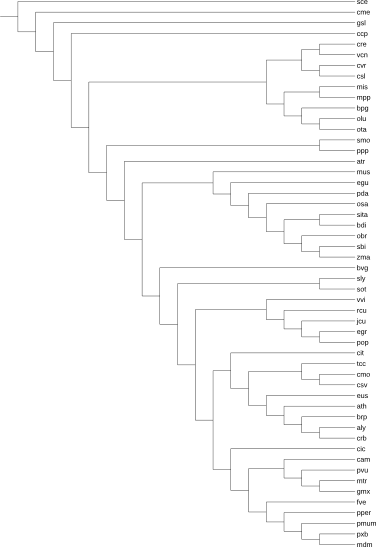 sce
cme
gsl
ccp
cre
vcn
cvr
csl
mis
mpp
bpg
olu
ota
smo
ppp
atr
mus
egu
pda
osa
sita
bdi
obr
sbi
zma
bvg
sly
sot
vvi
rcu
jcu
egr
pop
cit
tcc
cmo
csv
eus
ath
brp
aly
crb
cic
cam
pvu
mtr
gmx
fve
pper
pmum
pxb
mdm